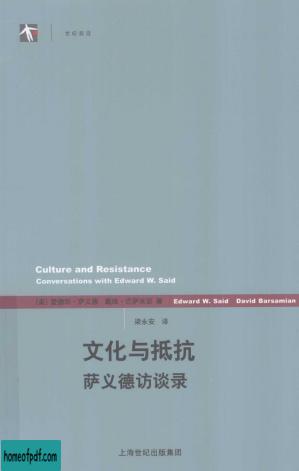 世纪前沿
Culture and Resistance
Conversations with Edward W. Said
[美] 爱德华·萨义德 戴维·巴萨米安 著
Edward W. Said David Barsamian
梁永安 译
文化与抵抗
萨义德访谈录
上海世纪出版集团
homeofpdf.com